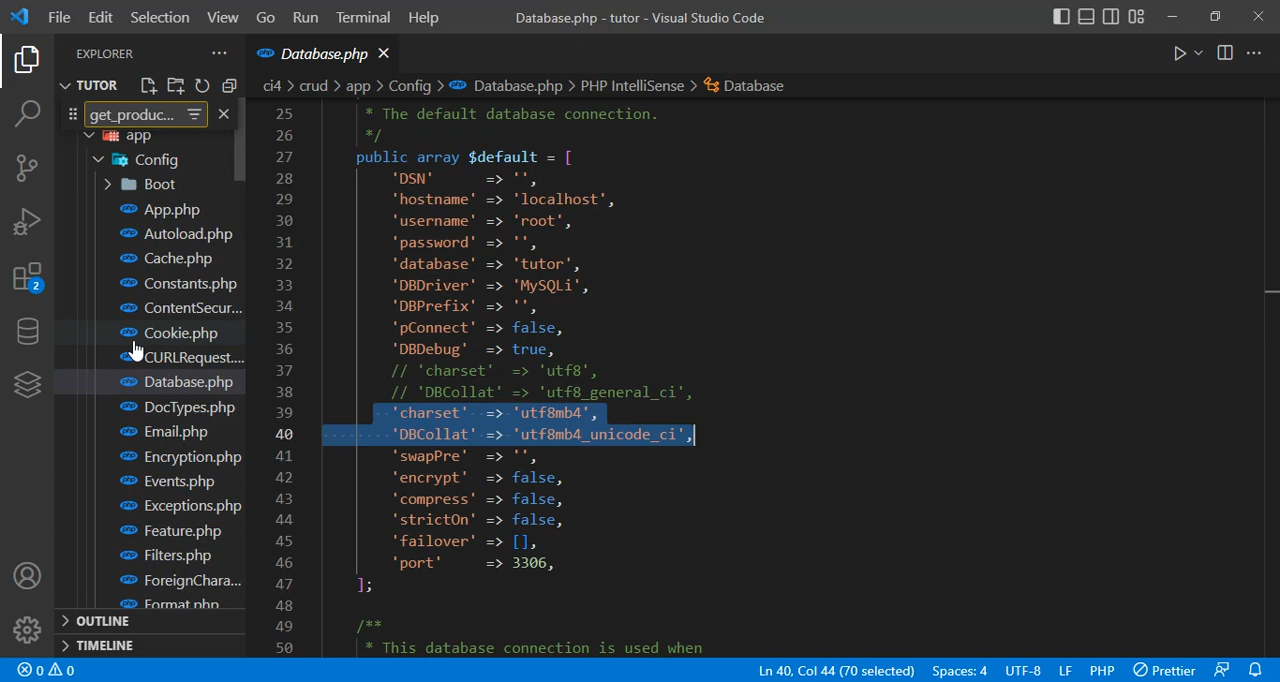 File Edit Selection View Go Run Terminal Help
Database.php - tutor - Visual Studio Code
EXPLORER
TUTOR
get_produc...
app
Config
Boot
App.php
Autoload.php
Cache.php
Constants.php
ContentSecur...
Cookie.php
CURLRequest....
Database.php
DocTypes.php
Email.php
Encryption.php
Events.php
Exceptions.php
Feature.php
Filters.php
ForeignChara...
Format.php
OUTLINE
TIMELINE
2
Database.php
ci4 > crud > app > Config > Database.php > PHP IntelliSense > Database
25 * The default database connection.
26 */
27 public array $default = [
28 'DSN' => '',
29 'hostname' => 'localhost',
30 'username' => 'root',
31 'password' => '',
32 'database' => 'tutor',
33 'DBDriver' => 'MySQLi',
34 'DBPrefix' => '',
35 'pConnect' => false,
36 'DBDebug' => true,
37 // 'charset' => 'utf8',
38 // 'DBCollat' => 'utf8_general_ci',
39 'charset' => 'utf8mb4',
40 'DBCollat' => 'utf8mb4_unicode_ci',
41 'swapPre' => '',
42 'encrypt' => false,
43 'compress' => false,
44 'strictOn' => false,
45 'failover' => [],
46 'port' => 3306,
47 ];
48
49 /**
50 * This database connection is used when
0 0
Ln 40, Col 44 (70 selected) Spaces: 4 UTF-8 LF PHP Prettier